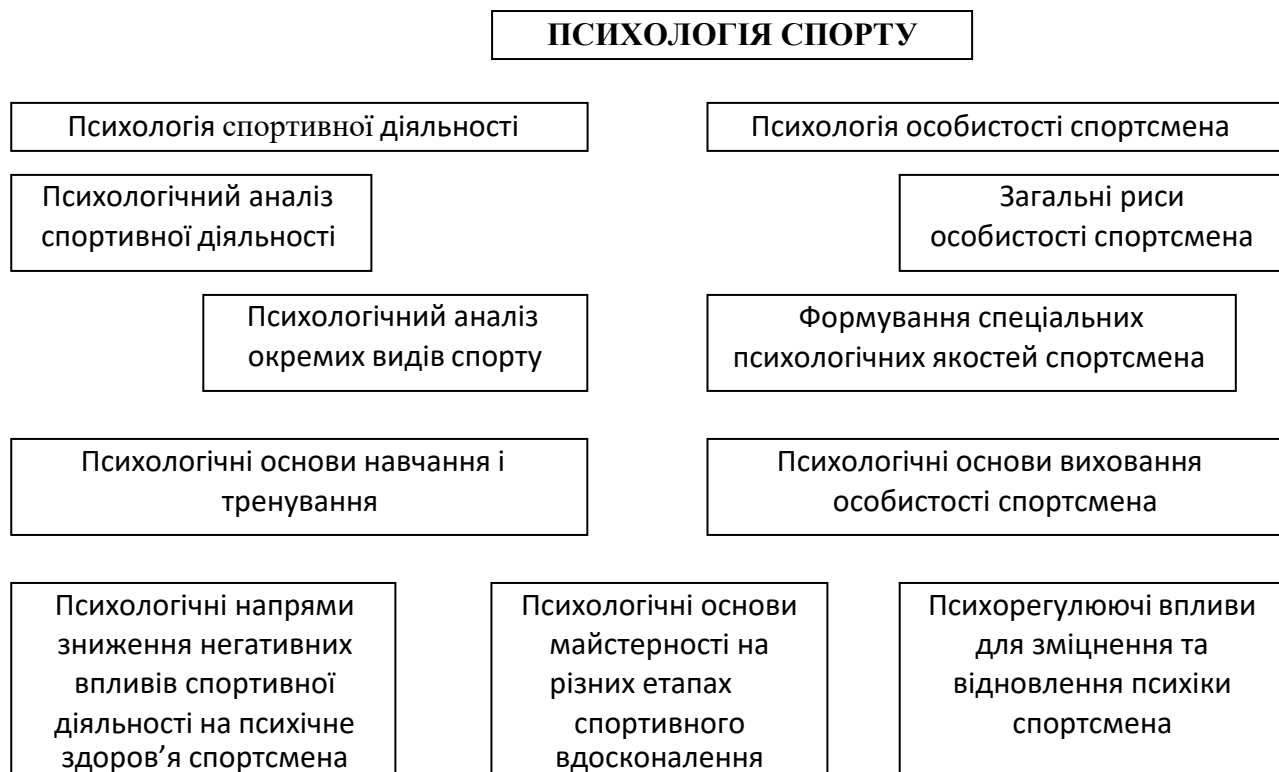 ПСИХОЛОГІЯ СПОРТУ
Психологія спортивної діяльності
Психологія особистості спортсмена
Психологічний аналіз
спортивної діяльності
Загальні риси
особистості спортсмена
Психологічний аналіз
окремих видів спорту
Формування спеціальних
психологічних якостей спортсмена
Психологічні основи навчання і
тренування
Психологічні основи виховання
особистості спортсмена
Психологічні напрями
зниження негативних
впливів спортивної
діяльності на психічне
здоров’я спортсмена
Психологічні основи
майстерності на
різних етапах
спортивного
вдосконалення
Психорегулюючі впливи
для зміцнення та
відновлення психіки
спортсмена